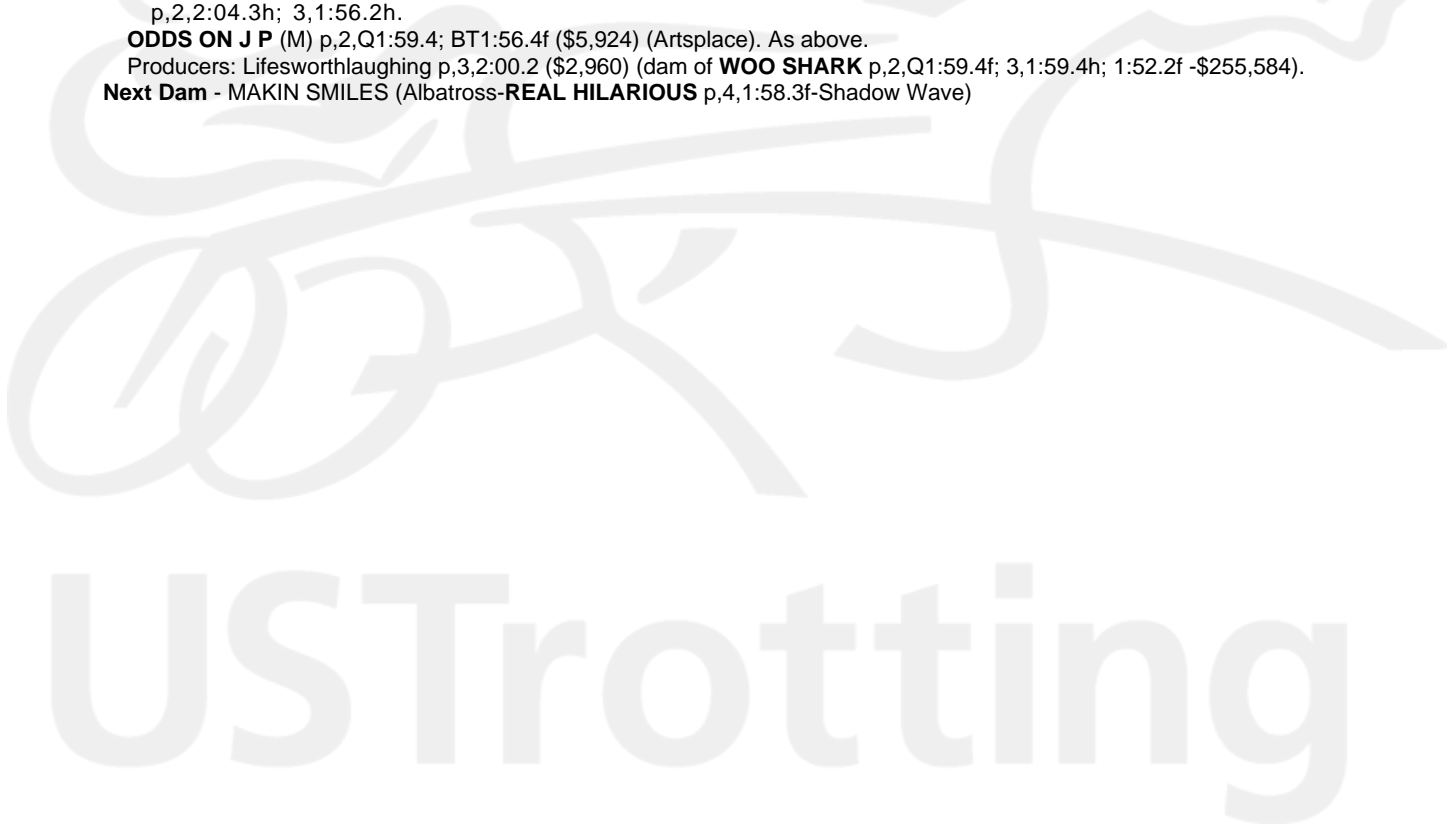 p,2,2:04.3h; 3,1:56.2h.
ODDS ON J P (M) p,2,Q1:59.4; BT1:56.4f ($5,924) (Artsplace). As above.
Producers: Lifesworthlaughing p,3,2:00.2 ($2,960) (dam of WOO SHARK p,2,Q1:59.4f; 3,1:59.4h; 1:52.2f -$255,584).
Next Dam - MAKIN SMILES (Albatross-REAL HILARIOUS p,4,1:58.3f-Shadow Wave)
USTrotting